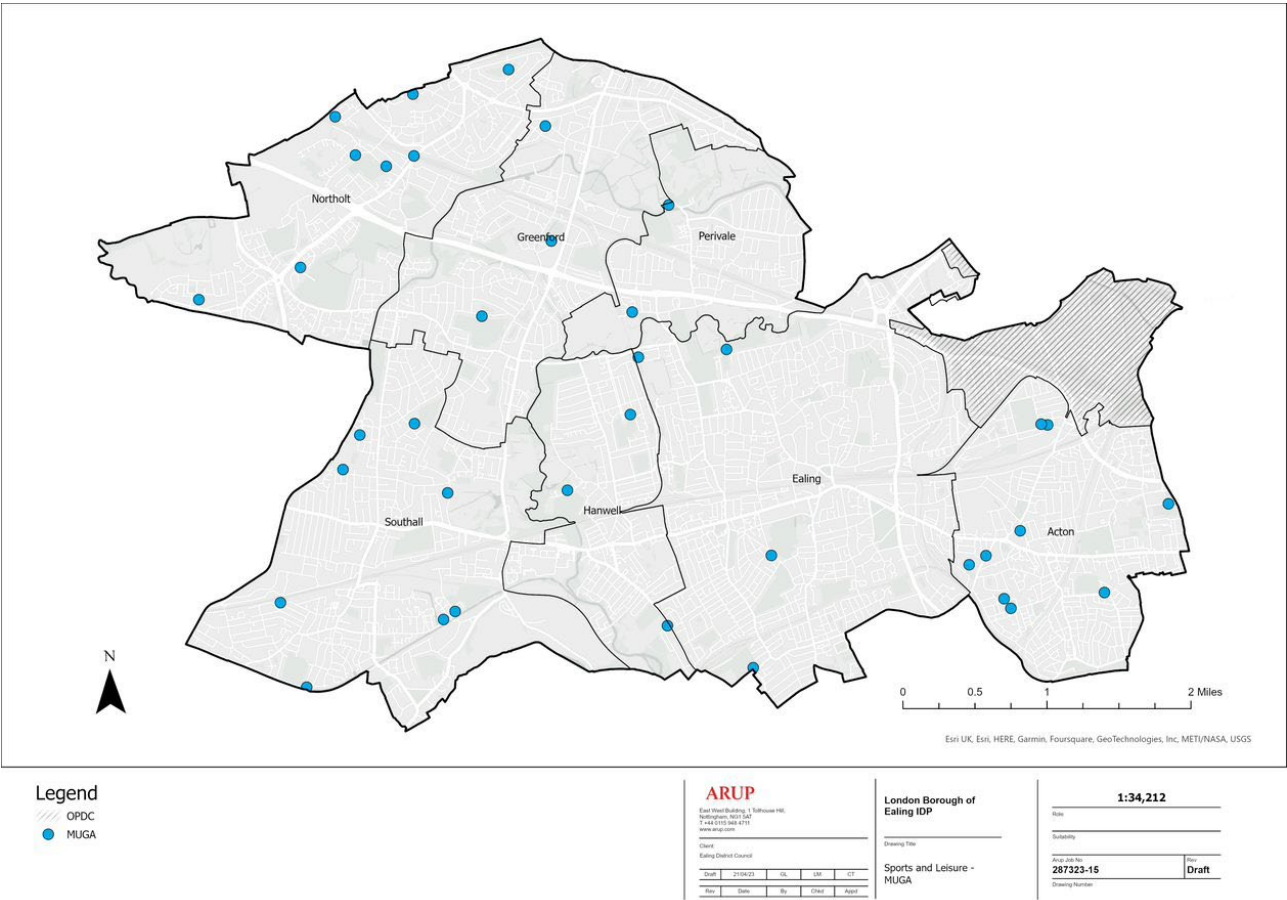 Northolt
Greenford
Perivale
Ealing
Hanwell
Southall
Acton
N
0 0.5 1 2 Miles
Esri UK, Esri, HERE, Garmin, Foursquare, GeoTechnologies, Inc, METI/NASA, USGS
Legend
OPDC
MUGA
ARUP
East West Building, 1 Tollhouse Hill,
Nottingham, NG1 5AT
T +44 0115 948 4711
www.arup.com
Client
Ealing District Council
Draft 21/04/23 GL LM CT
Rev Date By Chkd Appd
London Borough of
Ealing IDP
Drawing Title
Sports and Leisure -
MUGA
1:34,212
Role
Suitability
Arup Job No Rev
287323-15 Draft
Drawing Number